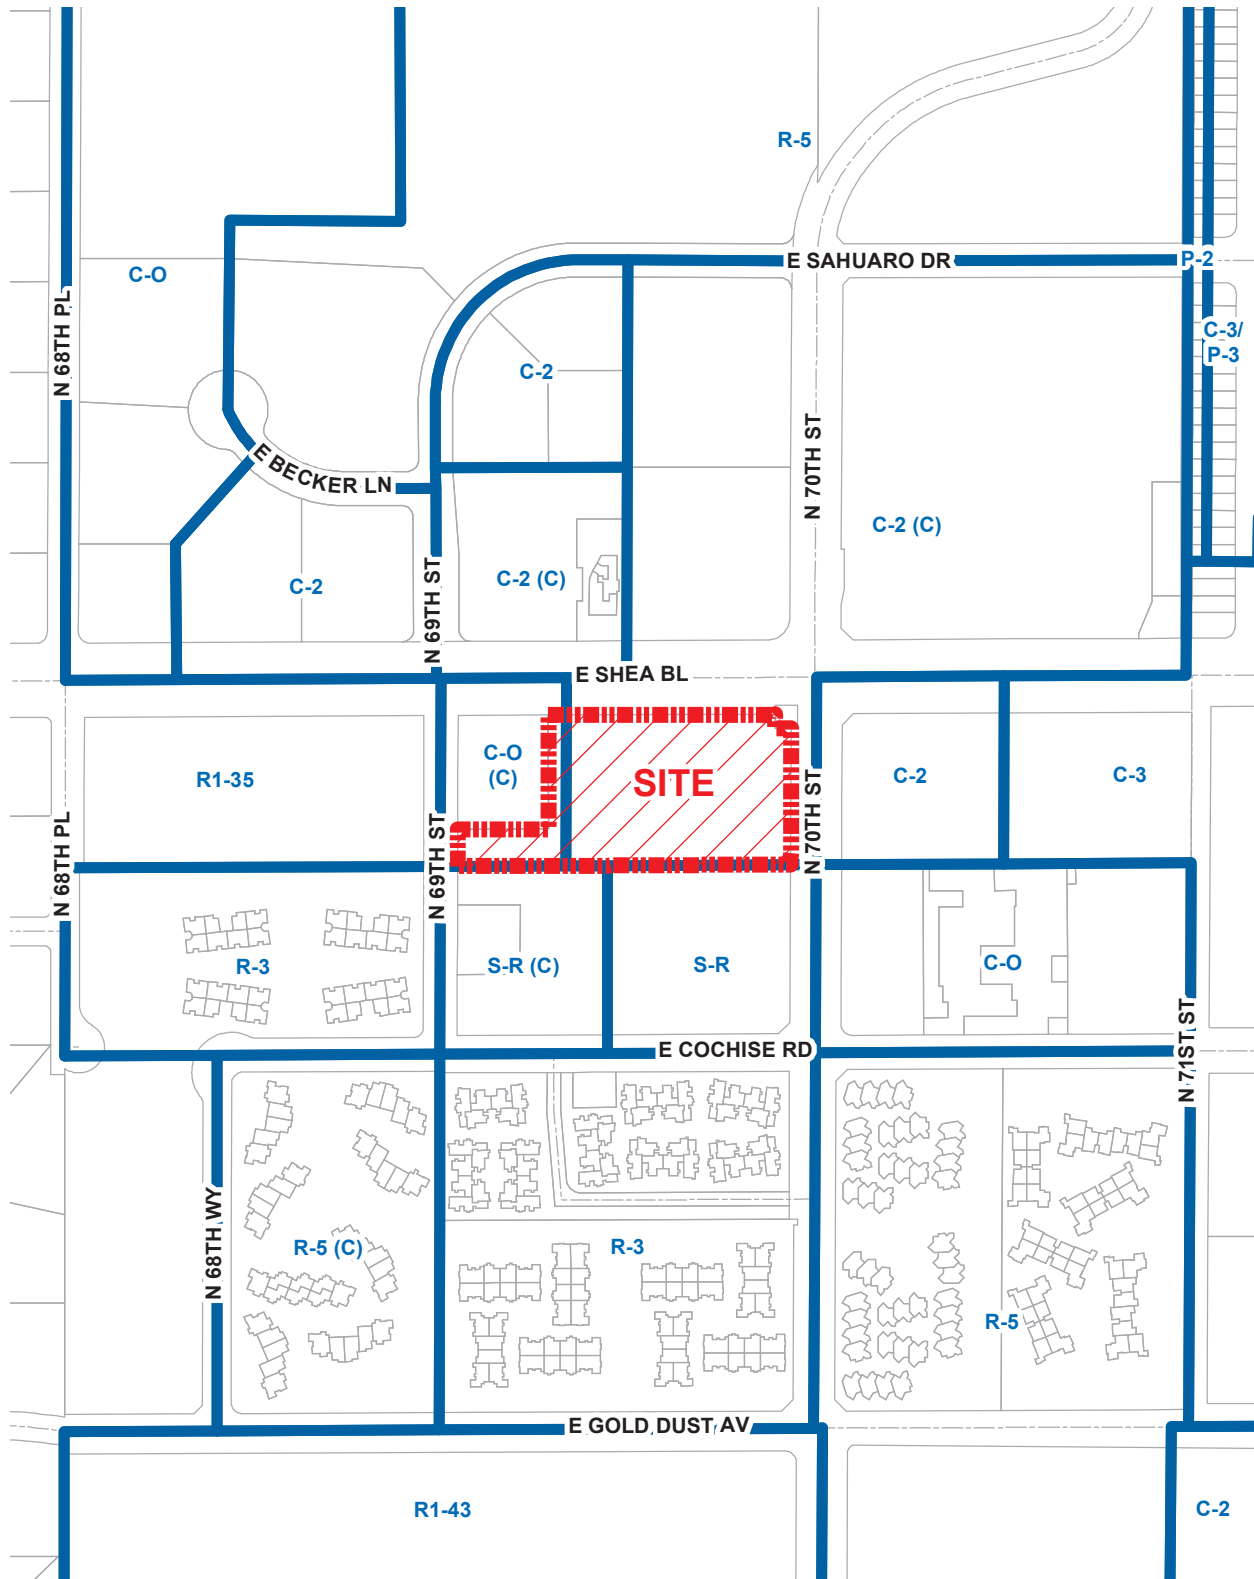 R-5
E SAHUARO DR
P-2
C-O
N 68TH PL
C-3/
P-3
C-2
E BECKER LN
N 70TH ST
C-2 (C)
C-2 (C)
C-2
N 69TH ST
E SHEA BL
C-O
(C)
SITE
R1-35
C-2
C-3
N 70TH ST
N 68TH PL
N 69TH ST
R-3
S-R (C)
S-R
C-O
E COCHISE RD
N 71ST ST
N 68TH WY
R-5 (C)
R-3
R-5
E GOLD DUST AV
R1-43
C-2